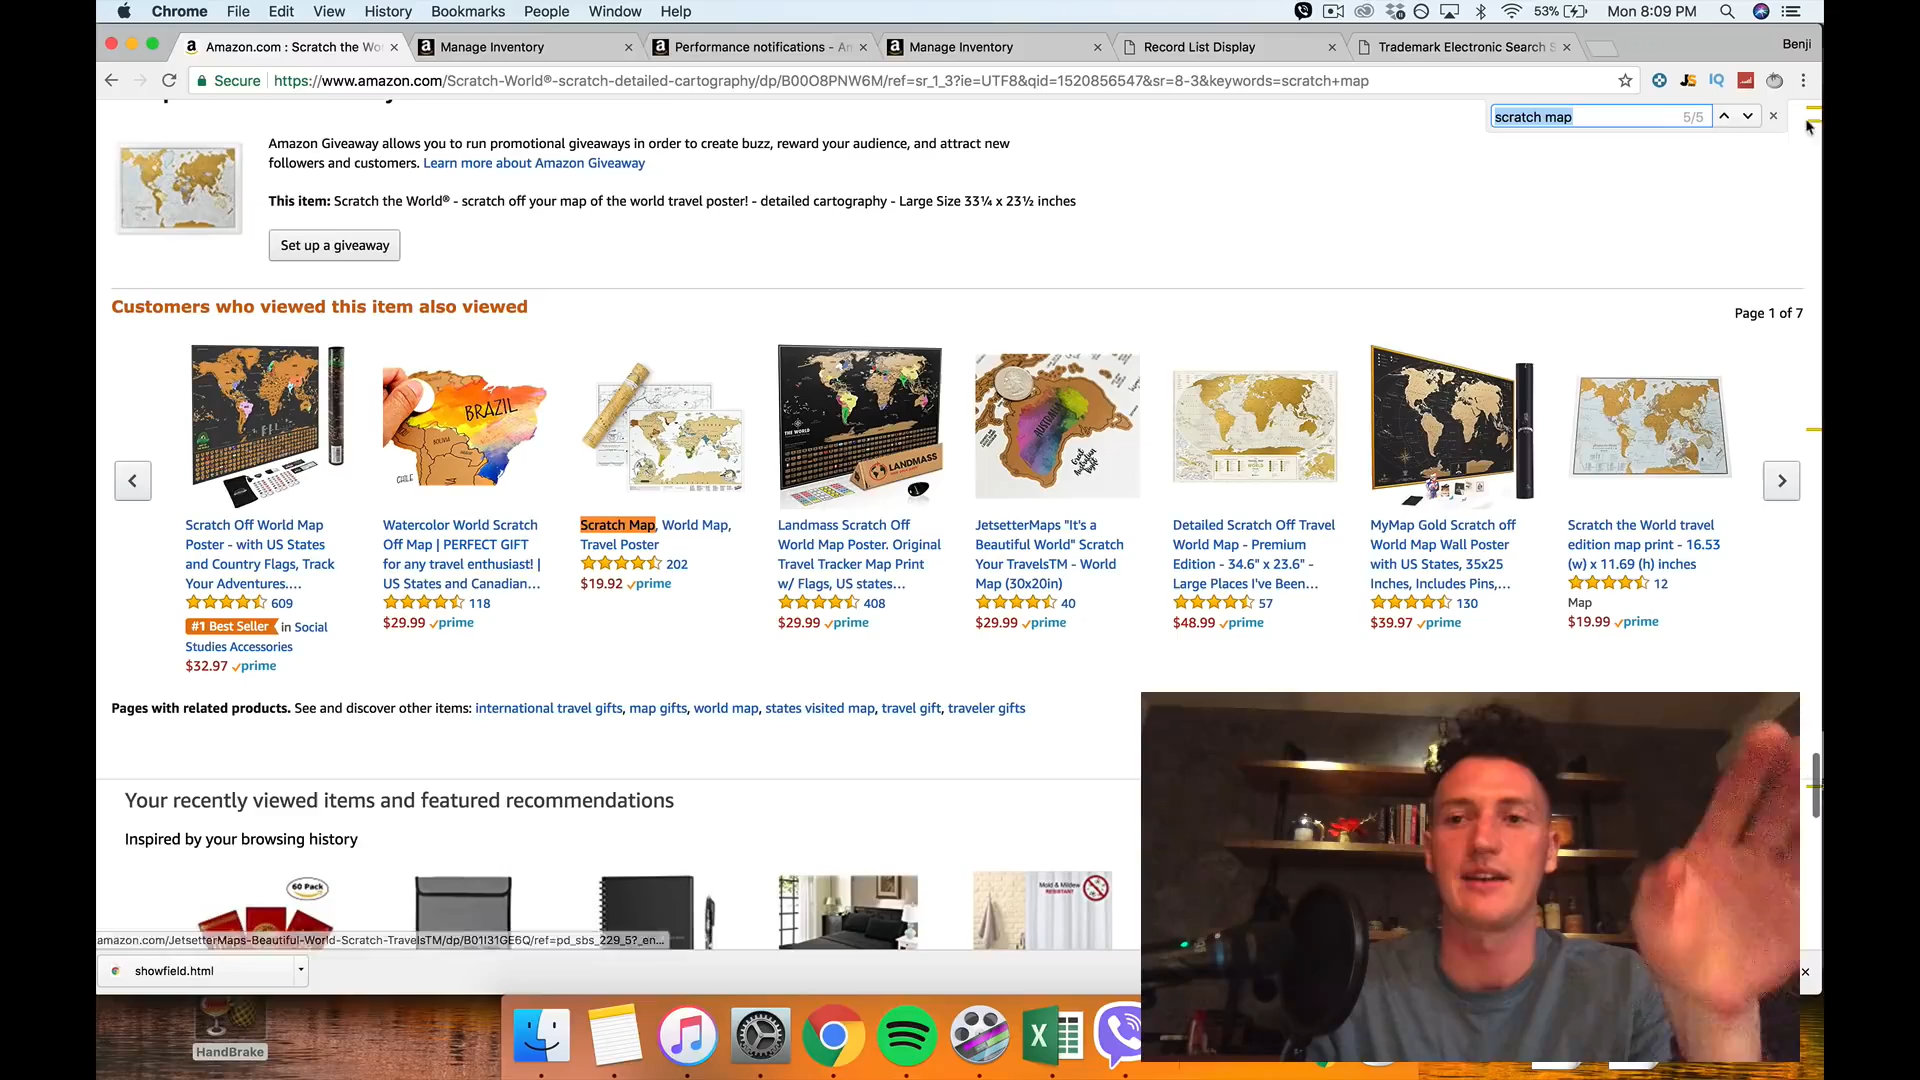 Chrome File Edit View History Bookmarks People Window Help 53% Mon 8:09 PM
Amazon.com : Scratch the Wo Manage Inventory Performance notifications - Am Manage Inventory Record List Display Trademark Electronic Search S Benji
Secure https://www.amazon.com/Scratch-World®-scratch-detailed-cartography/dp/B00O8PNW6M/ref=sr_1_3?ie=UTF8&qid=1520856547&sr=8-3&keywords=scratch+map
scratch map 5/5
Amazon Giveaway allows you to run promotional giveaways in order to create buzz, reward your audience, and attract new
followers and customers. Learn more about Amazon Giveaway
This item: Scratch the World® - scratch off your map of the world travel poster! - detailed cartography - Large Size 33¼ x 23½ inches
Set up a giveaway
Customers who viewed this item also viewed
Page 1 of 7
BRAZIL
BOLIVIA
CHILE
THE WORLD
LANDMASS
AUSTRALIA
Scratch Off World Map
Poster - with US States
and Country Flags, Track
Your Adventures....
609
#1 Best Seller in Social
Studies Accessories
$32.97 prime
Watercolor World Scratch
Off Map | PERFECT GIFT
for any travel enthusiast! |
US States and Canadian...
118
$29.99 prime
Scratch Map, World Map,
Travel Poster
202
$19.92 prime
Landmass Scratch Off
World Map Poster. Original
Travel Tracker Map Print
w/ Flags, US states...
408
$29.99 prime
JetsetterMaps "It's a
Beautiful World" Scratch
Your TravelsTM - World
Map (30x20in)
40
$29.99 prime
Detailed Scratch Off Travel
World Map - Premium
Edition - 34.6" x 23.6" -
Large Places I've Been...
57
$48.99 prime
MyMap Gold Scratch off
World Map Wall Poster
with US States, 35x25
Inches, Includes Pins,...
130
$39.97 prime
Scratch the World travel
edition map print - 16.53
(w) x 11.69 (h) inches
12
Map
$19.99 prime
Pages with related products. See and discover other items: international travel gifts, map gifts, world map, states visited map, travel gift, traveler gifts
Your recently viewed items and featured recommendations
Inspired by your browsing history
60 Pack
Mold & Mildew
RESISTANT
amazon.com/JetsetterMaps-Beautiful-World-Scratch-TravelsTM/dp/B01I31GE6Q/ref=pd_sbs_229_5?_en...
showfield.html
HandBrake